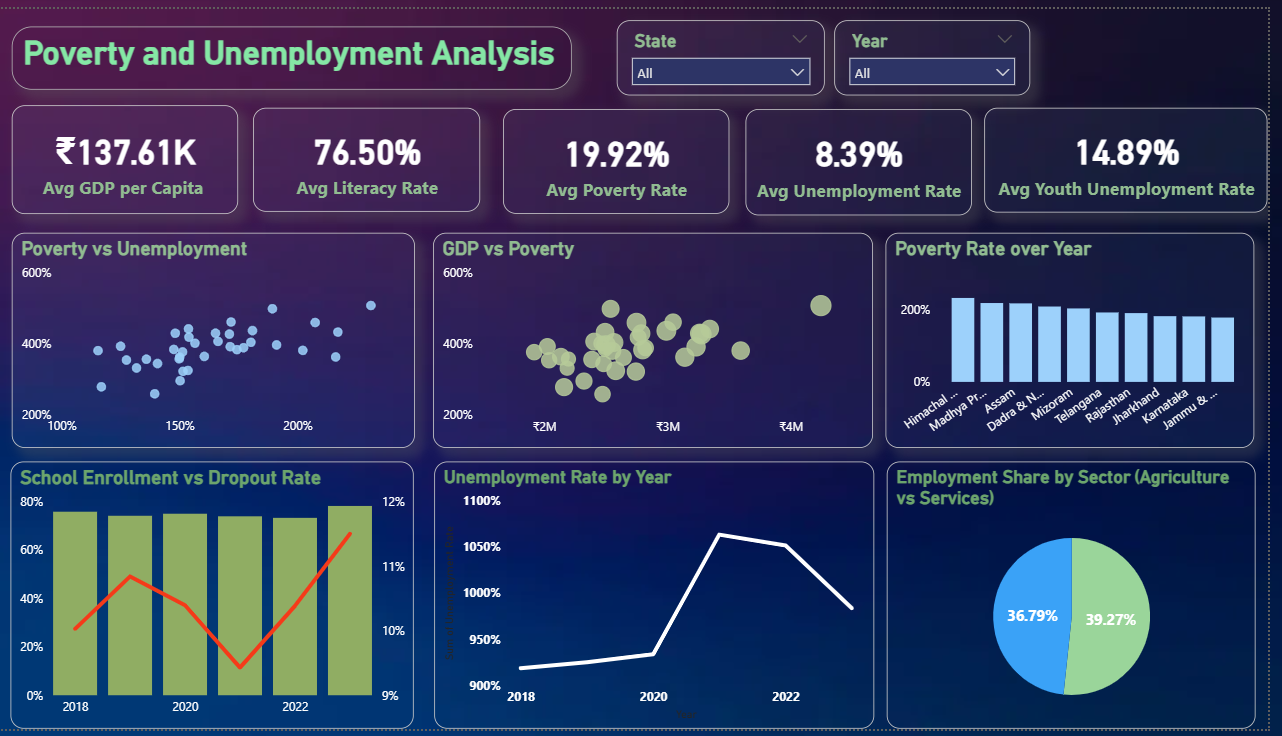 Poverty and Unemployment Analysis
State
All
Year
All
₹137.61K
Avg GDP per Capita
76.50%
Avg Literacy Rate
19.92%
Avg Poverty Rate
8.39%
Avg Unemployment Rate
14.89%
Avg Youth Unemployment Rate
Poverty vs Unemployment
600%
400%
200%
100%
150%
200%
GDP vs Poverty
600%
400%
200%
₹2M
₹3M
₹4M
Poverty Rate over Year
200%
0%
Himachal ...
Madhya Pr...
Assam
Dadra & N...
Mizoram
Telangana
Rajasthan
Jharkhand
Karnataka
Jammu & ...
School Enrollment vs Dropout Rate
80%
60%
40%
20%
0%
12%
11%
10%
9%
2018
2020
2022
Unemployment Rate by Year
1100%
1050%
1000%
950%
900%
2018
2020
2022
Employment Share by Sector (Agriculture
vs Services)
36.79%
39.27%